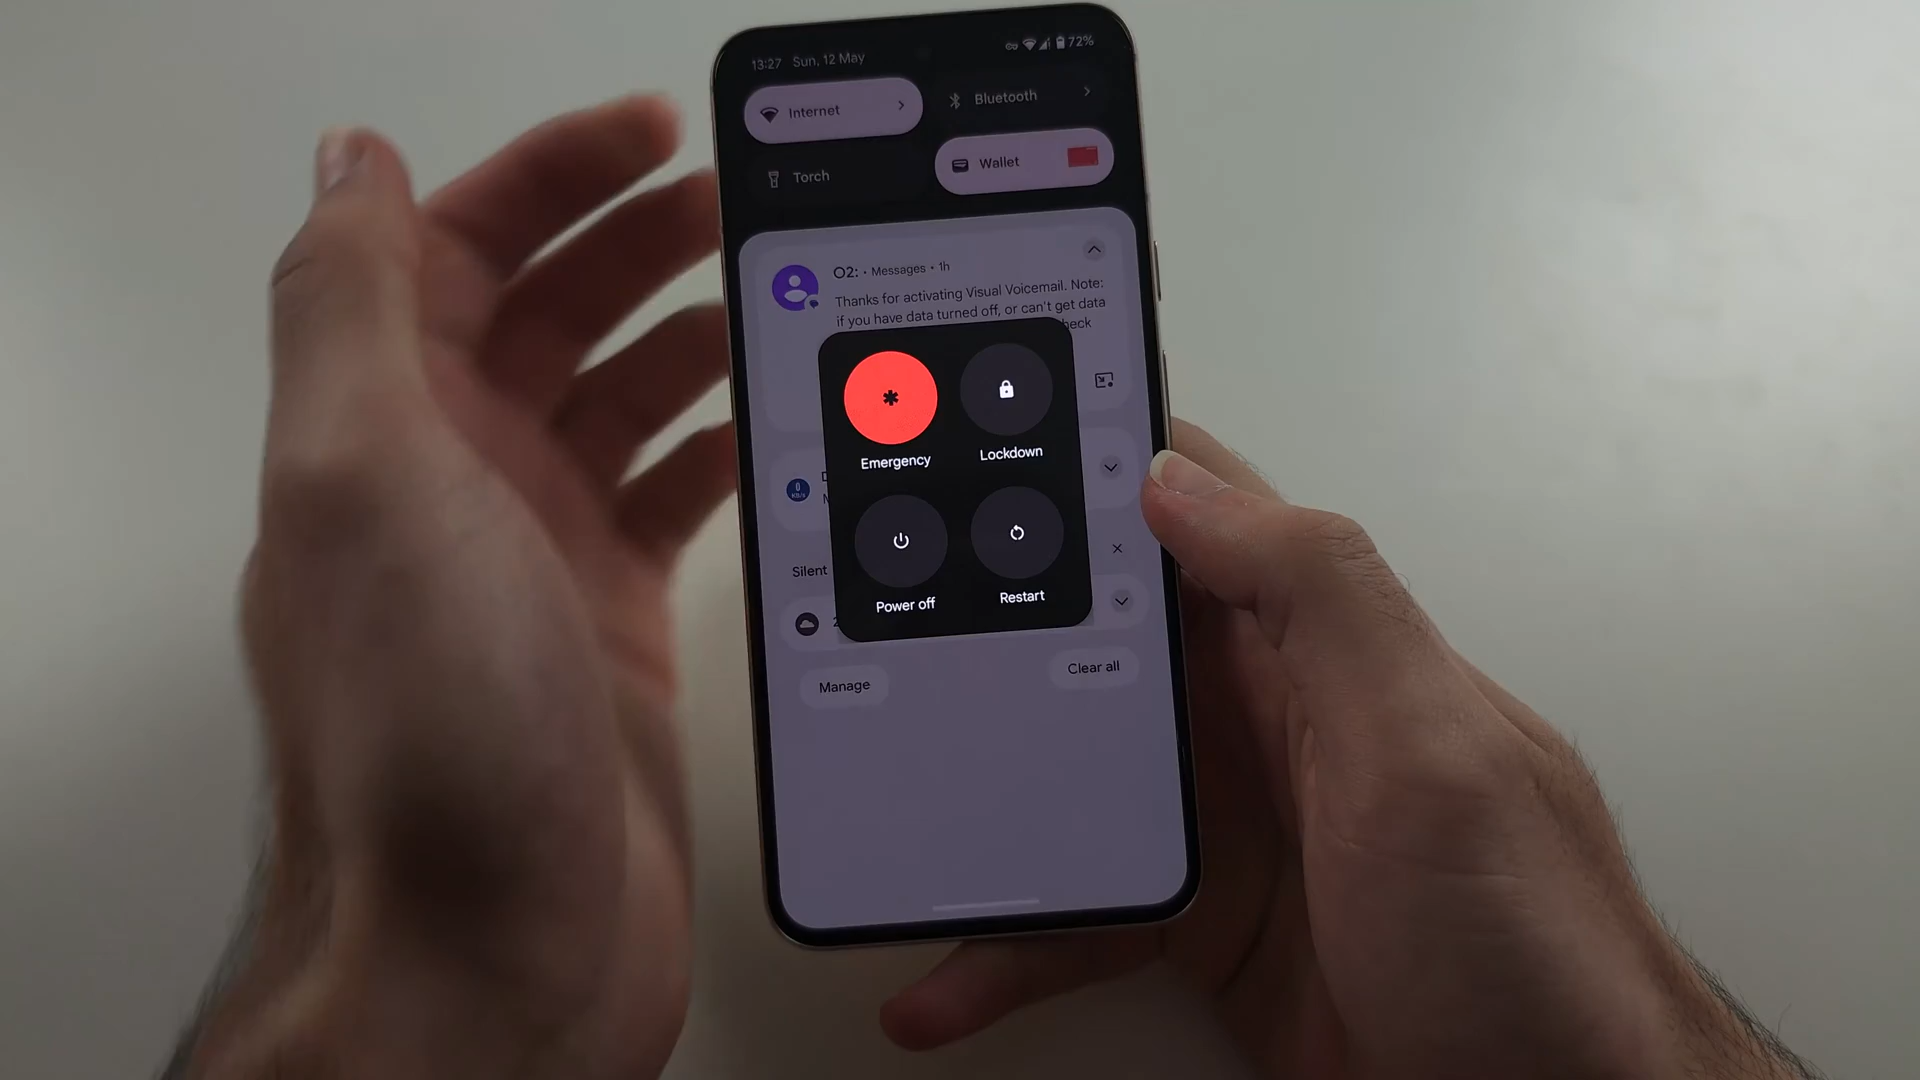 13:27 Sun, 12 May
72%
Internet
Bluetooth
Torch
Wallet
O2: • Messages • 1h
Thanks for activating Visual Voicemail. Note:
if you have data turned off, or can't get data
Emergency
Lockdown
Power off
Restart
0
KB/s
Silent
Manage
Clear all